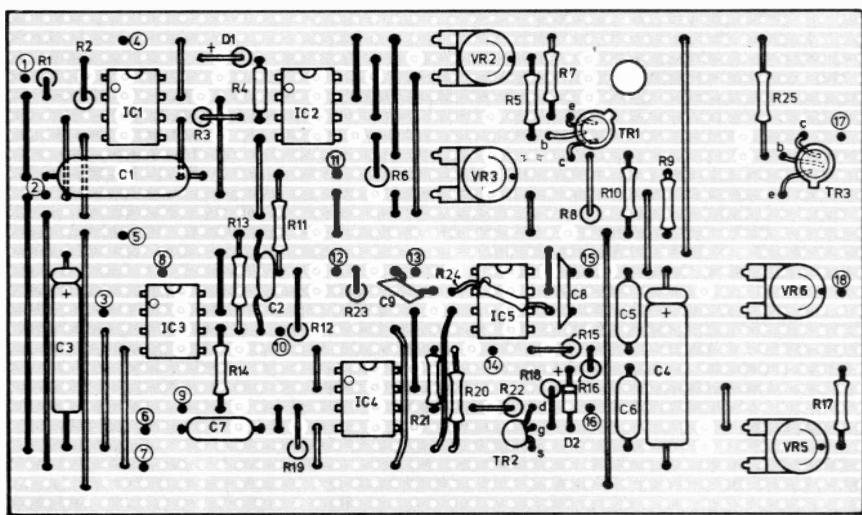 1
R1
R2
4
+
D1
R4
IC1
IC2
R3
C1
2
5
11
R6
VR2
VR3
R5
R7
e
b
c
TR1
R8
R10
R9
R25
17
c
b
e
TR3
R13
R11
8
12
13
R23
C9
R24
IC5
15
C8
C5
+
C4
VR6
18
3
+
C3
IC3
C2
10
R12
R14
14
R15
R16
R18
+
9
6
7
C7
R19
IC4
R21
R20
R22
d
g
s
TR2
D2
16
C6
VR5
R17